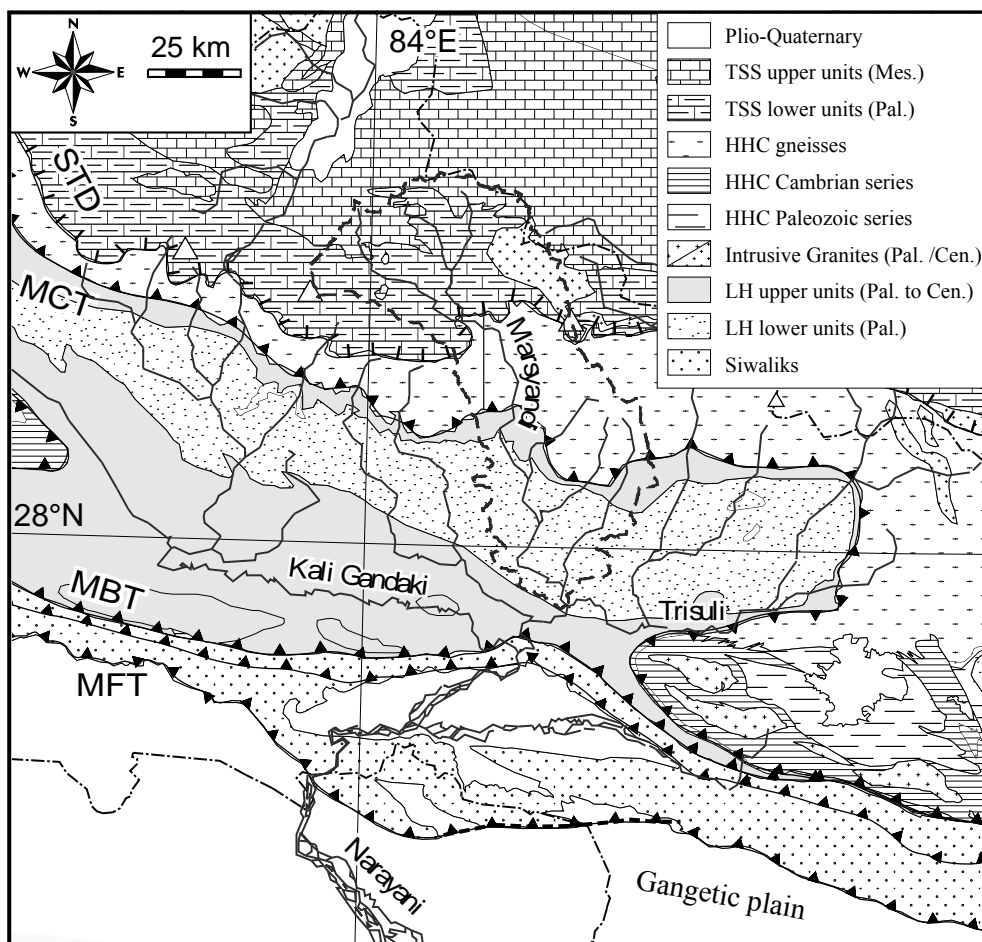 N
W E
S
25 km
84°E
Plio-Quaternary
TSS upper units (Mes.)
TSS lower units (Pal.)
HHC gneisses
HHC Cambrian series
HHC Paleozoic series
Intrusive Granites (Pal. /Cen.)
LH upper units (Pal. to Cen.)
LH lower units (Pal.)
Siwaliks
STD
MCT
Marsyandi
28°N
Kali Gandaki
MBT
Trisuli
MFT
Narayani
Gangetic plain